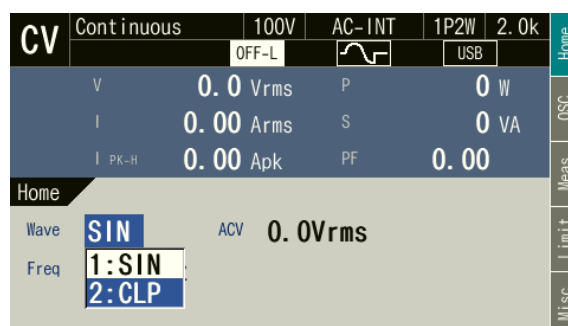 CV Continuous 100V AC-INT 1P2W 2.0k
OFF-L USB
V 0.0 Vrms P 0 W
I 0.00 Arms S 0 VA
I PK-H 0.00 Apk PF 0.00
Home
Wave SIN ACV 0.0Vrms
Freq 1:SIN
2:CLP
Home
OSC
Meas
Limit
Misc